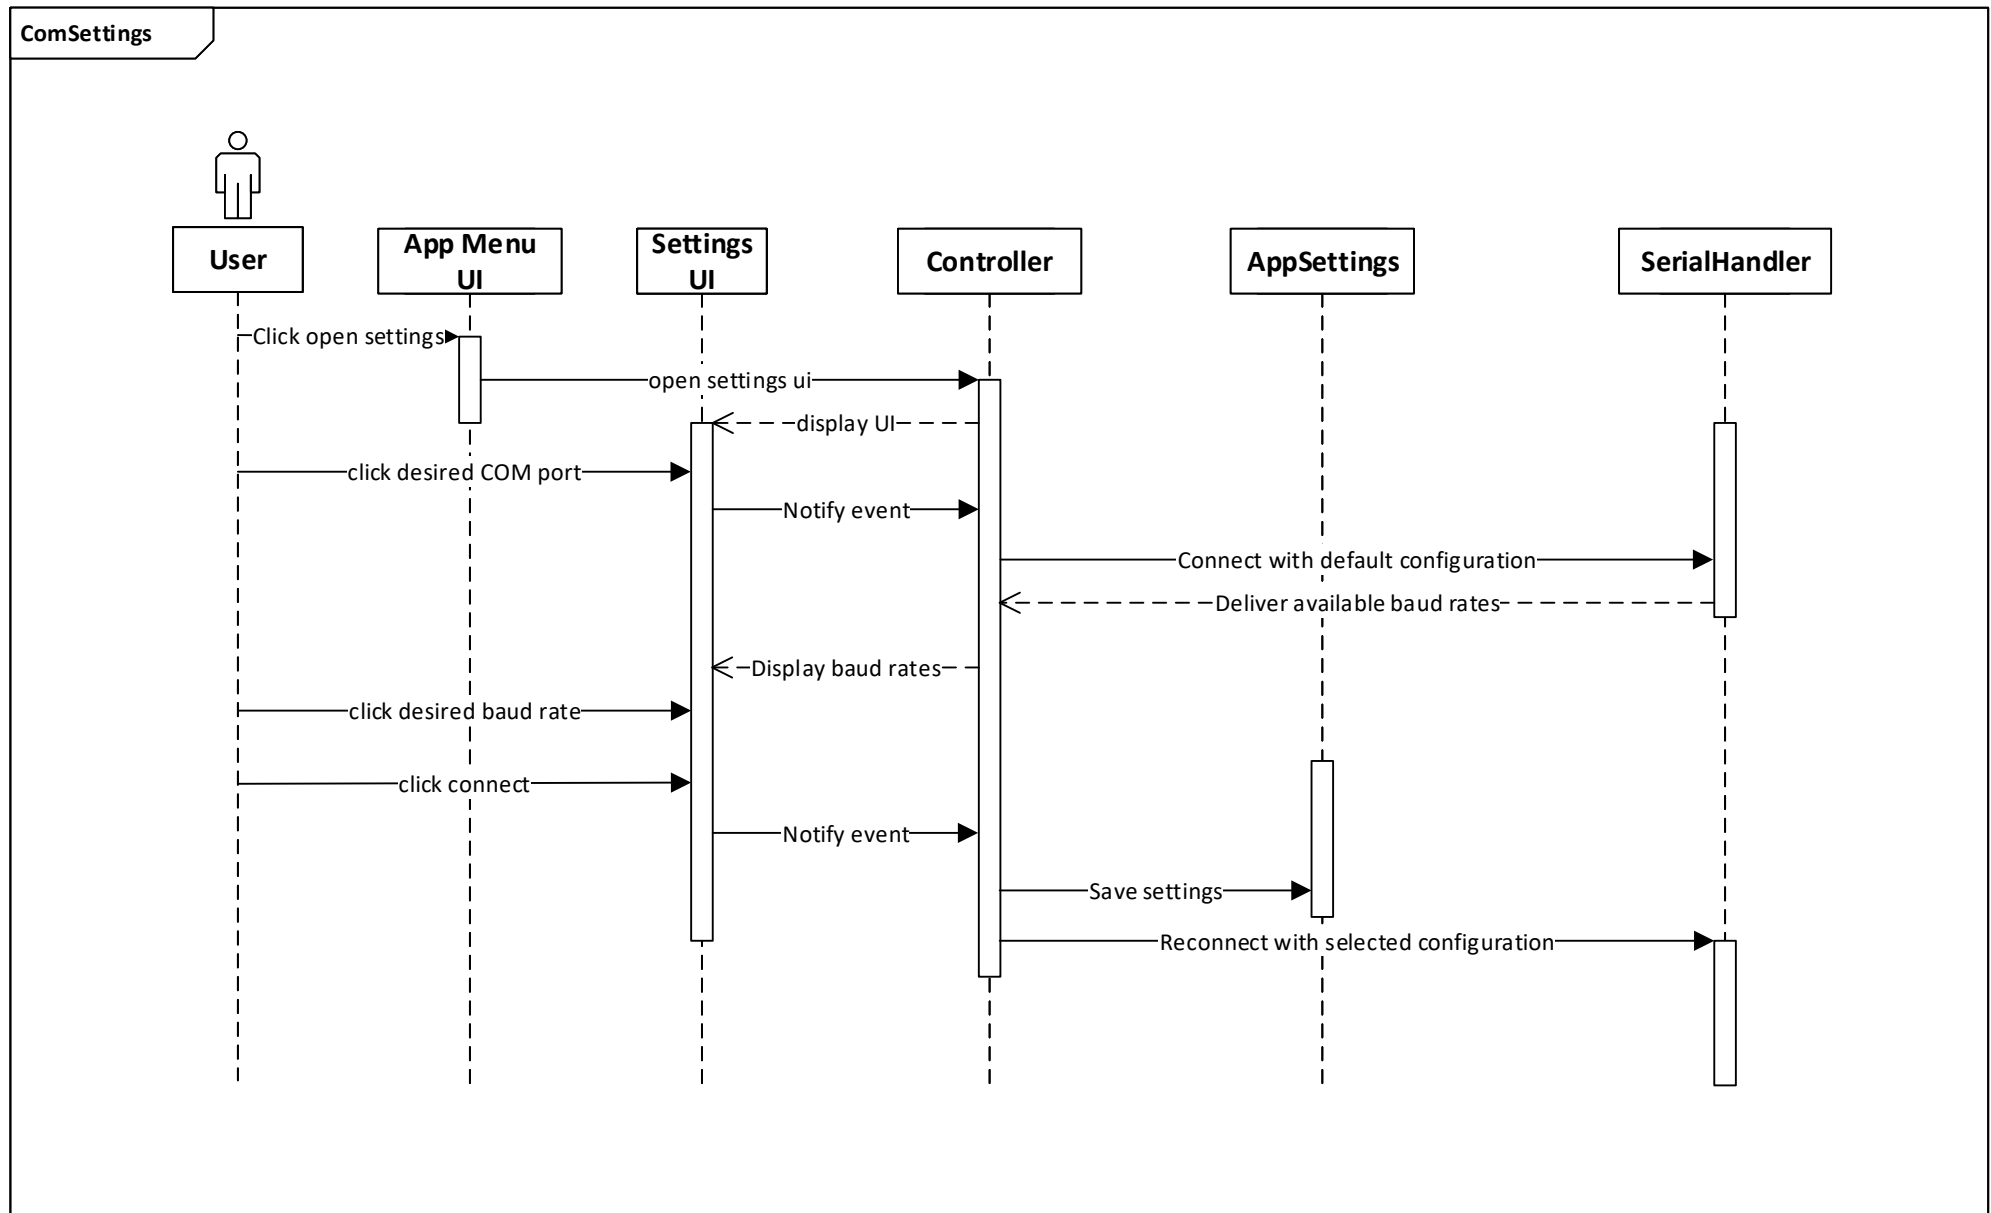 ComSettings
User
App Menu
UI
Settings
UI
Controller
AppSettings
SerialHandler
Click open settings
open settings ui
display UI
click desired COM port
Notify event
Connect with default configuration
Deliver available baud rates
Display baud rates
click desired baud rate
click connect
Notify event
Save settings
Reconnect with selected configuration